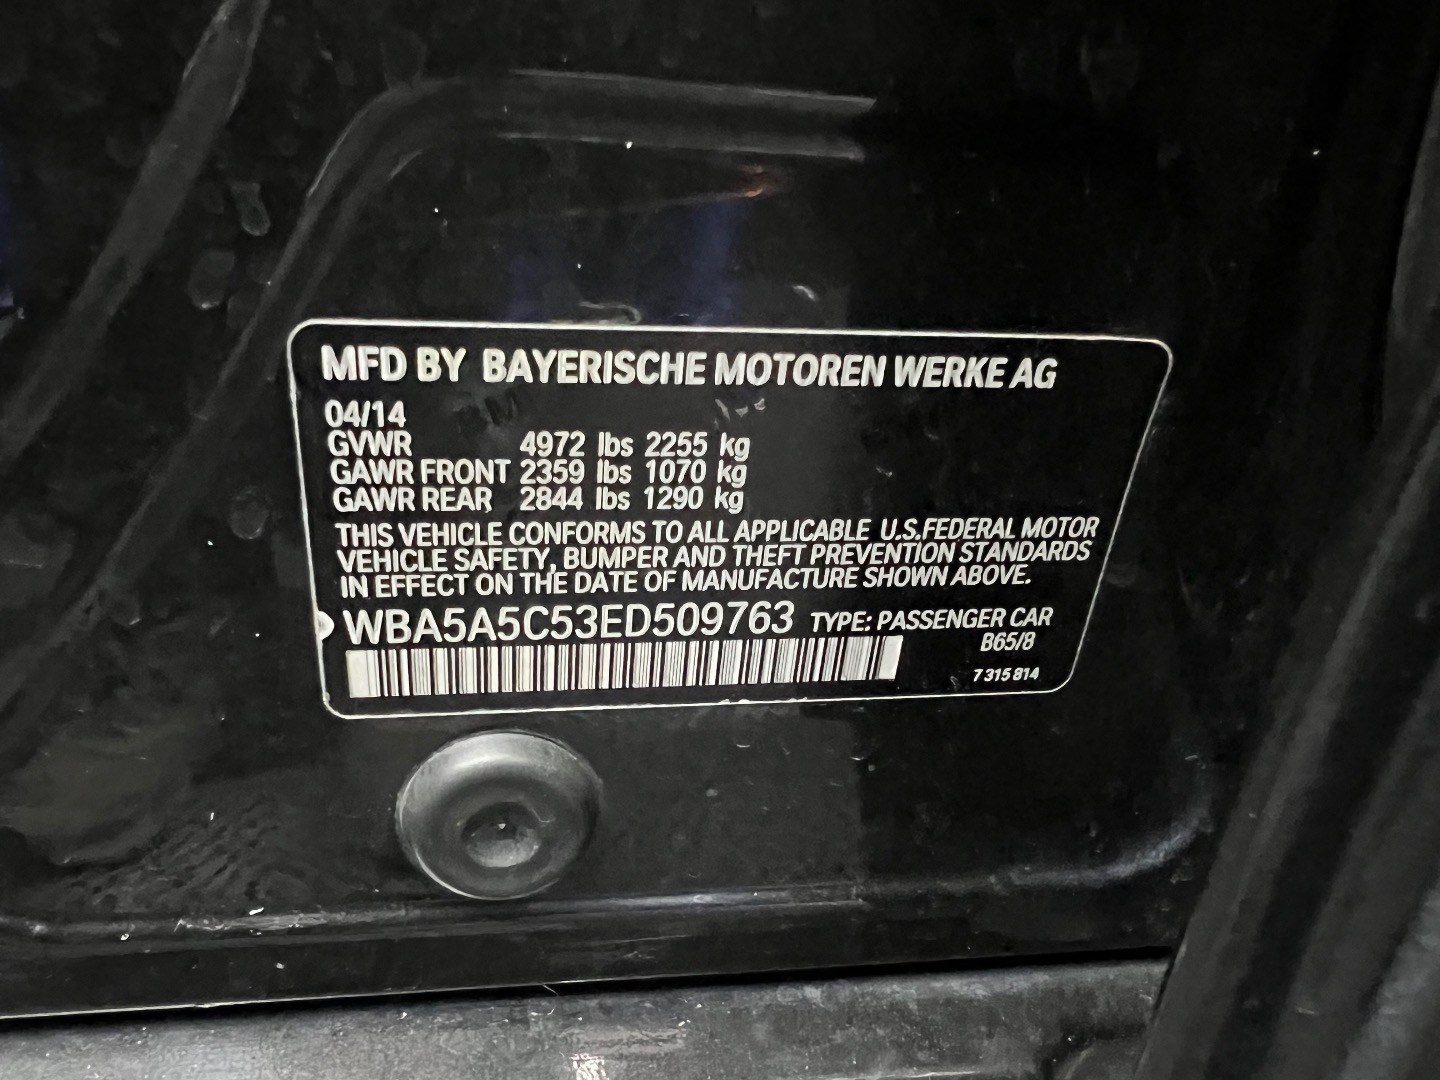 MFD BY BAYERISCHE MOTOREN WERKE AG
04/14
GVWR 4972 lbs 2255 kg
GAWR FRONT 2359 lbs 1070 kg
GAWR REAR 2844 lbs 1290 kg
THIS VEHICLE CONFORMS TO ALL APPLICABLE U.S.FEDERAL MOTOR
VEHICLE SAFETY, BUMPER AND THEFT PREVENTION STANDARDS
IN EFFECT ON THE DATE OF MANUFACTURE SHOWN ABOVE.
WBA5A5C53ED509763 TYPE: PASSENGER CAR
B65/8
7 315 814